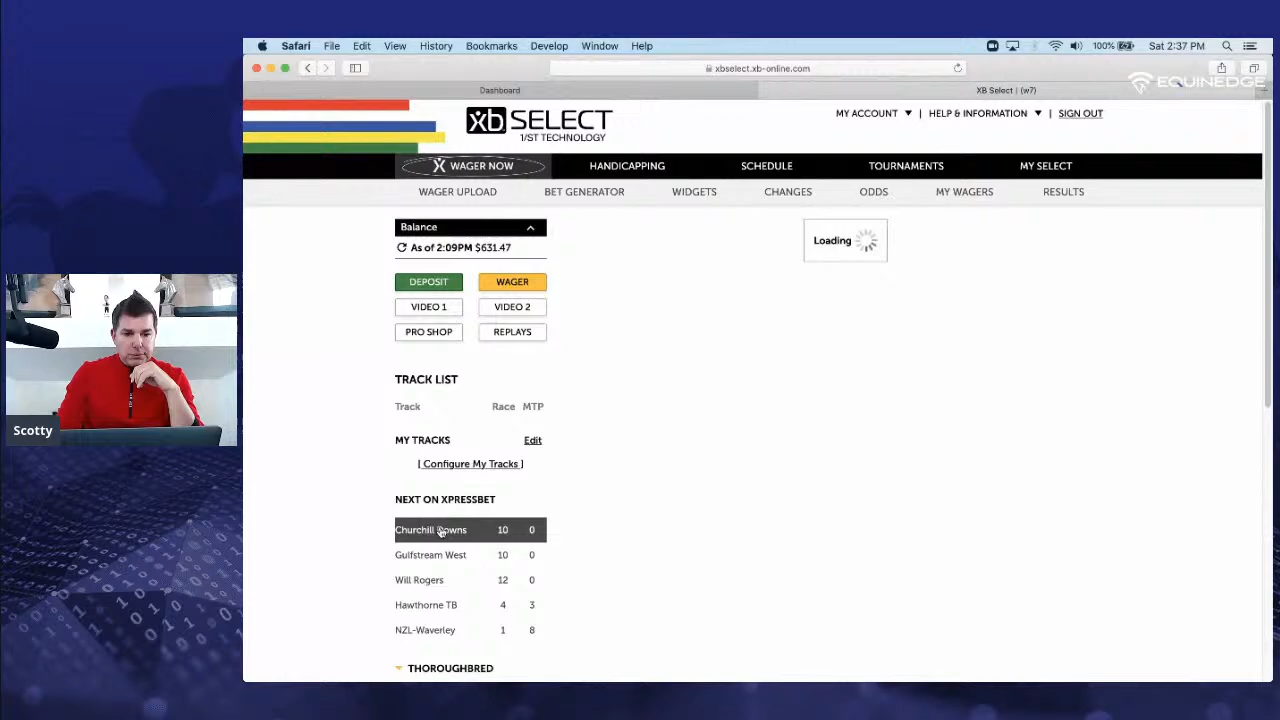 Safari File Edit View History Bookmarks Develop Window Help 100% Sat 2:37 PM
xbselect.xb-online.com
EQUINEDGE
Dashboard XB Select | (w7)
xb SELECT
1/ST TECHNOLOGY
MY ACCOUNT | HELP & INFORMATION | SIGN OUT
X WAGER NOW HANDICAPPING SCHEDULE TOURNAMENTS MY SELECT
WAGER UPLOAD BET GENERATOR WIDGETS CHANGES ODDS MY WAGERS RESULTS
Balance
As of 2:09PM $631.47
Loading
DEPOSIT WAGER
VIDEO 1 VIDEO 2
PRO SHOP REPLAYS
TRACK LIST
Track Race MTP
MY TRACKS Edit
[ Configure My Tracks ]
NEXT ON XPRESSBET
Churchill Downs 10 0
Gulfstream West 10 0
Will Rogers 12 0
Hawthorne TB 4 3
NZL-Waverley 1 8
THOROUGHBRED
Scotty